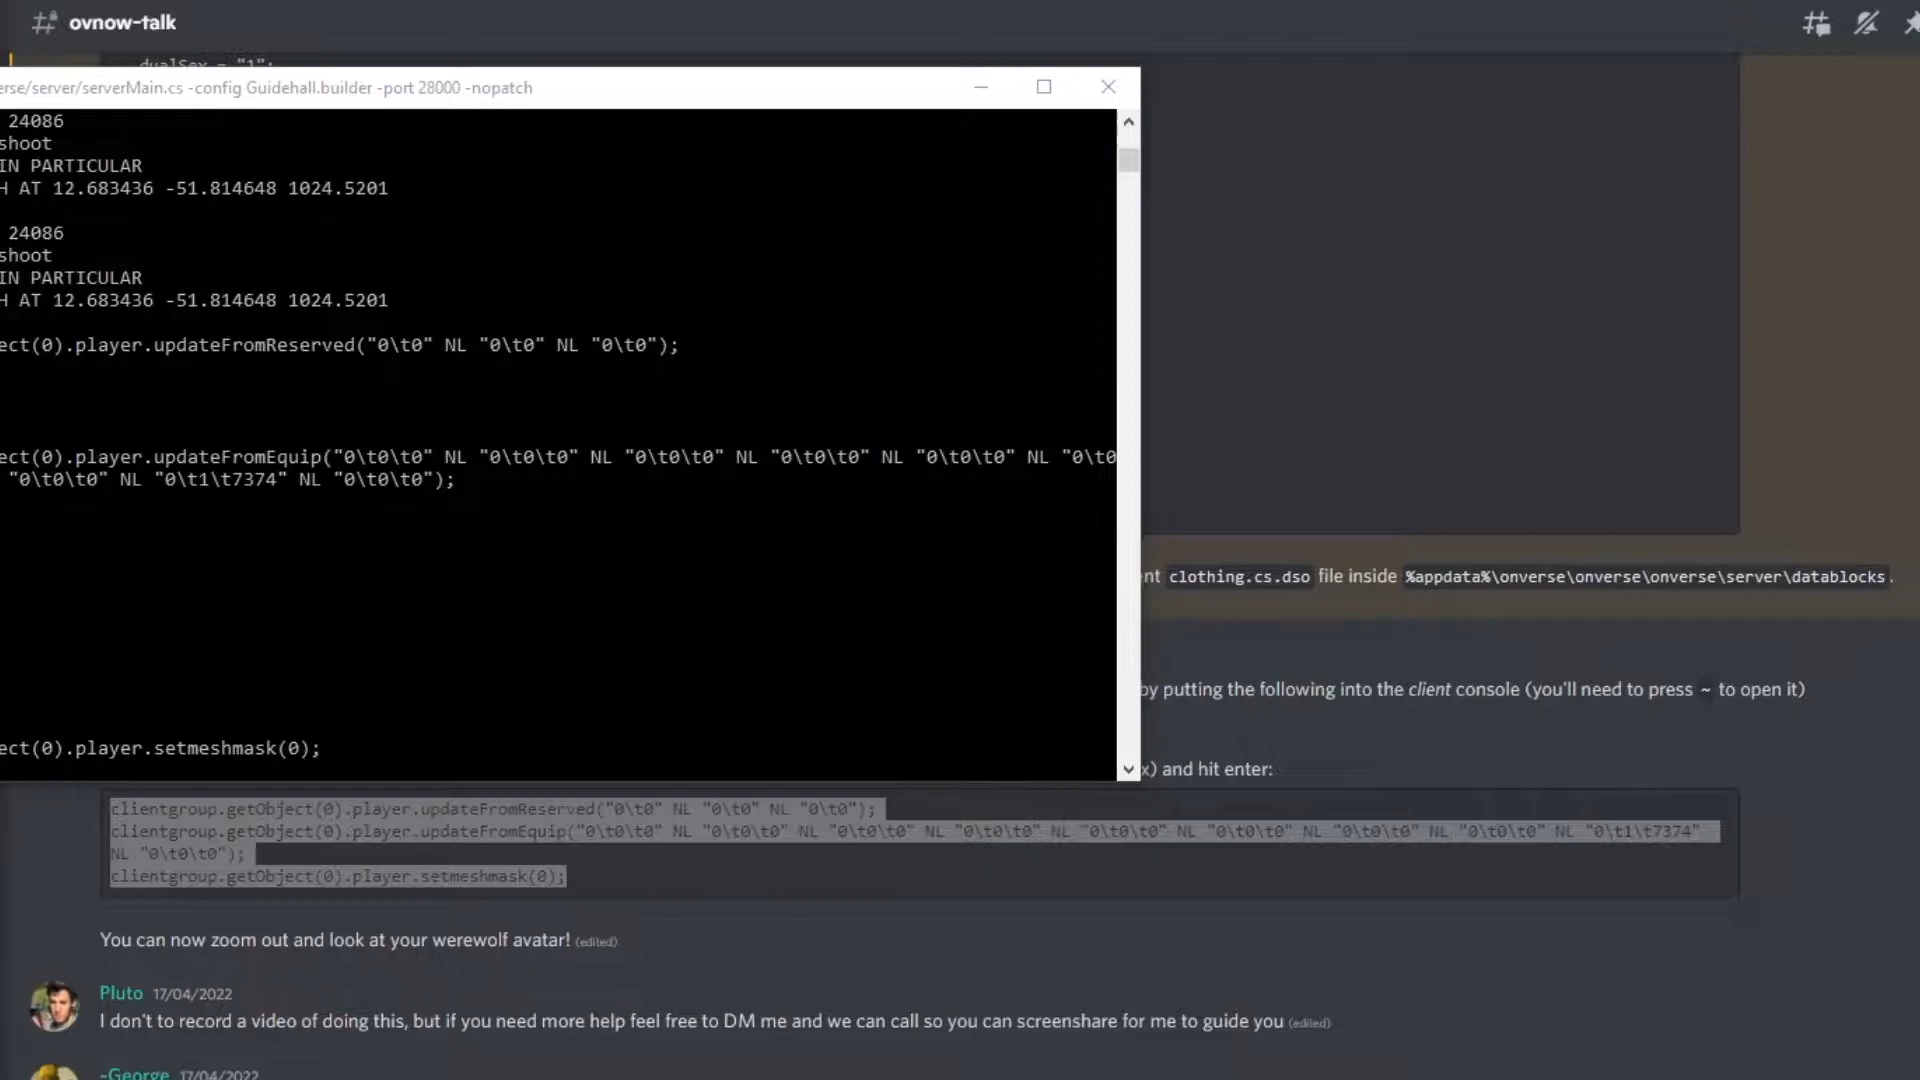 ovnow-talk
dualSex = "1";
erse/server/serverMain.cs -config Guidehall.builder -port 28000 -nopatch
24086
shoot
IN PARTICULAR
H AT 12.683436 -51.814648 1024.5201
24086
shoot
IN PARTICULAR
H AT 12.683436 -51.814648 1024.5201
ect(0).player.updateFromReserved("0\t0" NL "0\t0" NL "0\t0");
ect(0).player.updateFromEquip("0\t0\t0" NL "0\t0\t0" NL "0\t0\t0" NL "0\t0\t0" NL "0\t0\t0" NL "0\t0
"0\t0\t0" NL "0\t1\t7374" NL "0\t0\t0");
ect(0).player.setmeshmask(0);
nt clothing.cs.dso file inside %appdata%\onverse\onverse\onverse\server\datablocks.
by putting the following into the client console (you'll need to press ~ to open it)
x) and hit enter:
clientgroup.getObject(0).player.updateFromReserved("0\t0" NL "0\t0" NL "0\t0");
clientgroup.getObject(0).player.updateFromEquip("0\t0\t0" NL "0\t0\t0" NL "0\t0\t0" NL "0\t0\t0" NL "0\t0\t0" NL "0\t0\t0" NL "0\t0\t0" NL "0\t0\t0" NL "0\t1\t7374"
NL "0\t0\t0");
clientgroup.getObject(0).player.setmeshmask(0);
You can now zoom out and look at your werewolf avatar! (edited)
Pluto 17/04/2022
I don't to record a video of doing this, but if you need more help feel free to DM me and we can call so you can screenshare for me to guide you (edited)
~George 17/04/2022